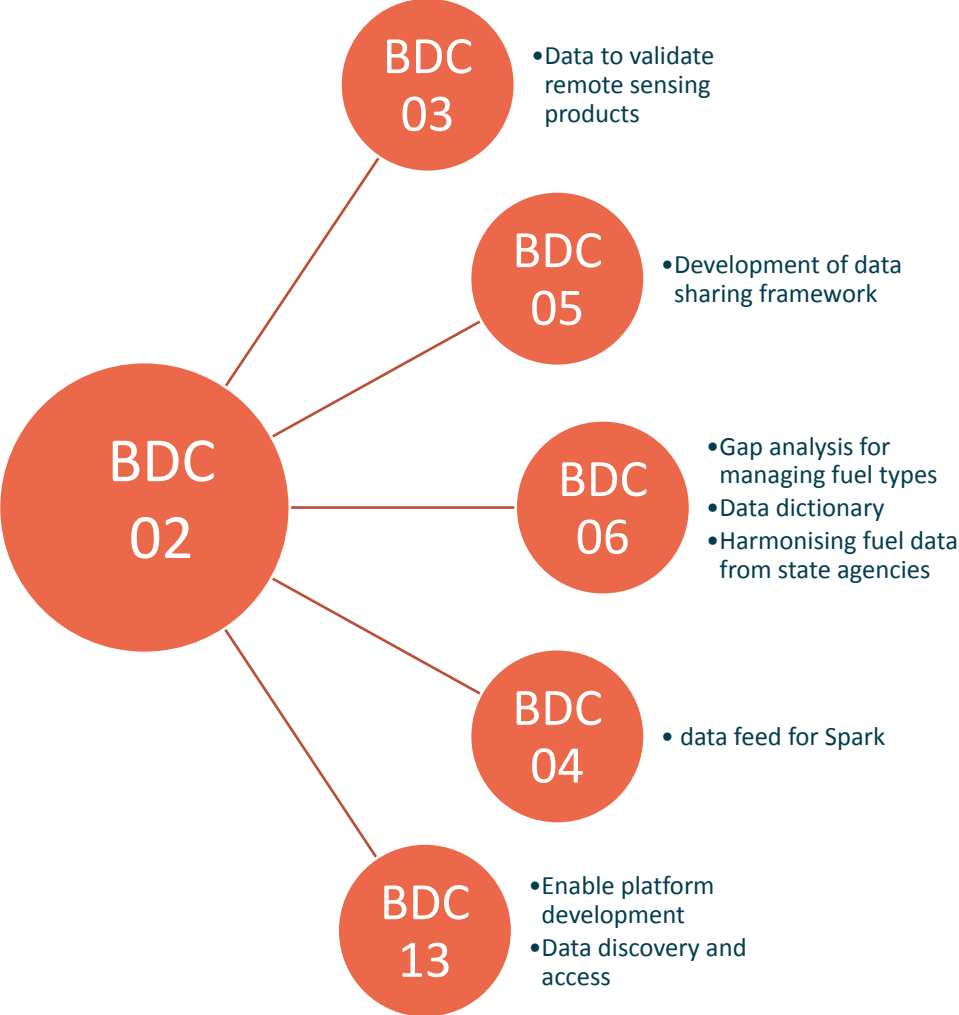 BDC
03
•Data to validate
remote sensing
products
BDC
05
•Development of data
sharing framework
BDC
02
BDC
06
•Gap analysis for
managing fuel types
•Data dictionary
•Harmonising fuel data
from state agencies
BDC
04
• data feed for Spark
BDC
13
•Enable platform
development
•Data discovery and
access